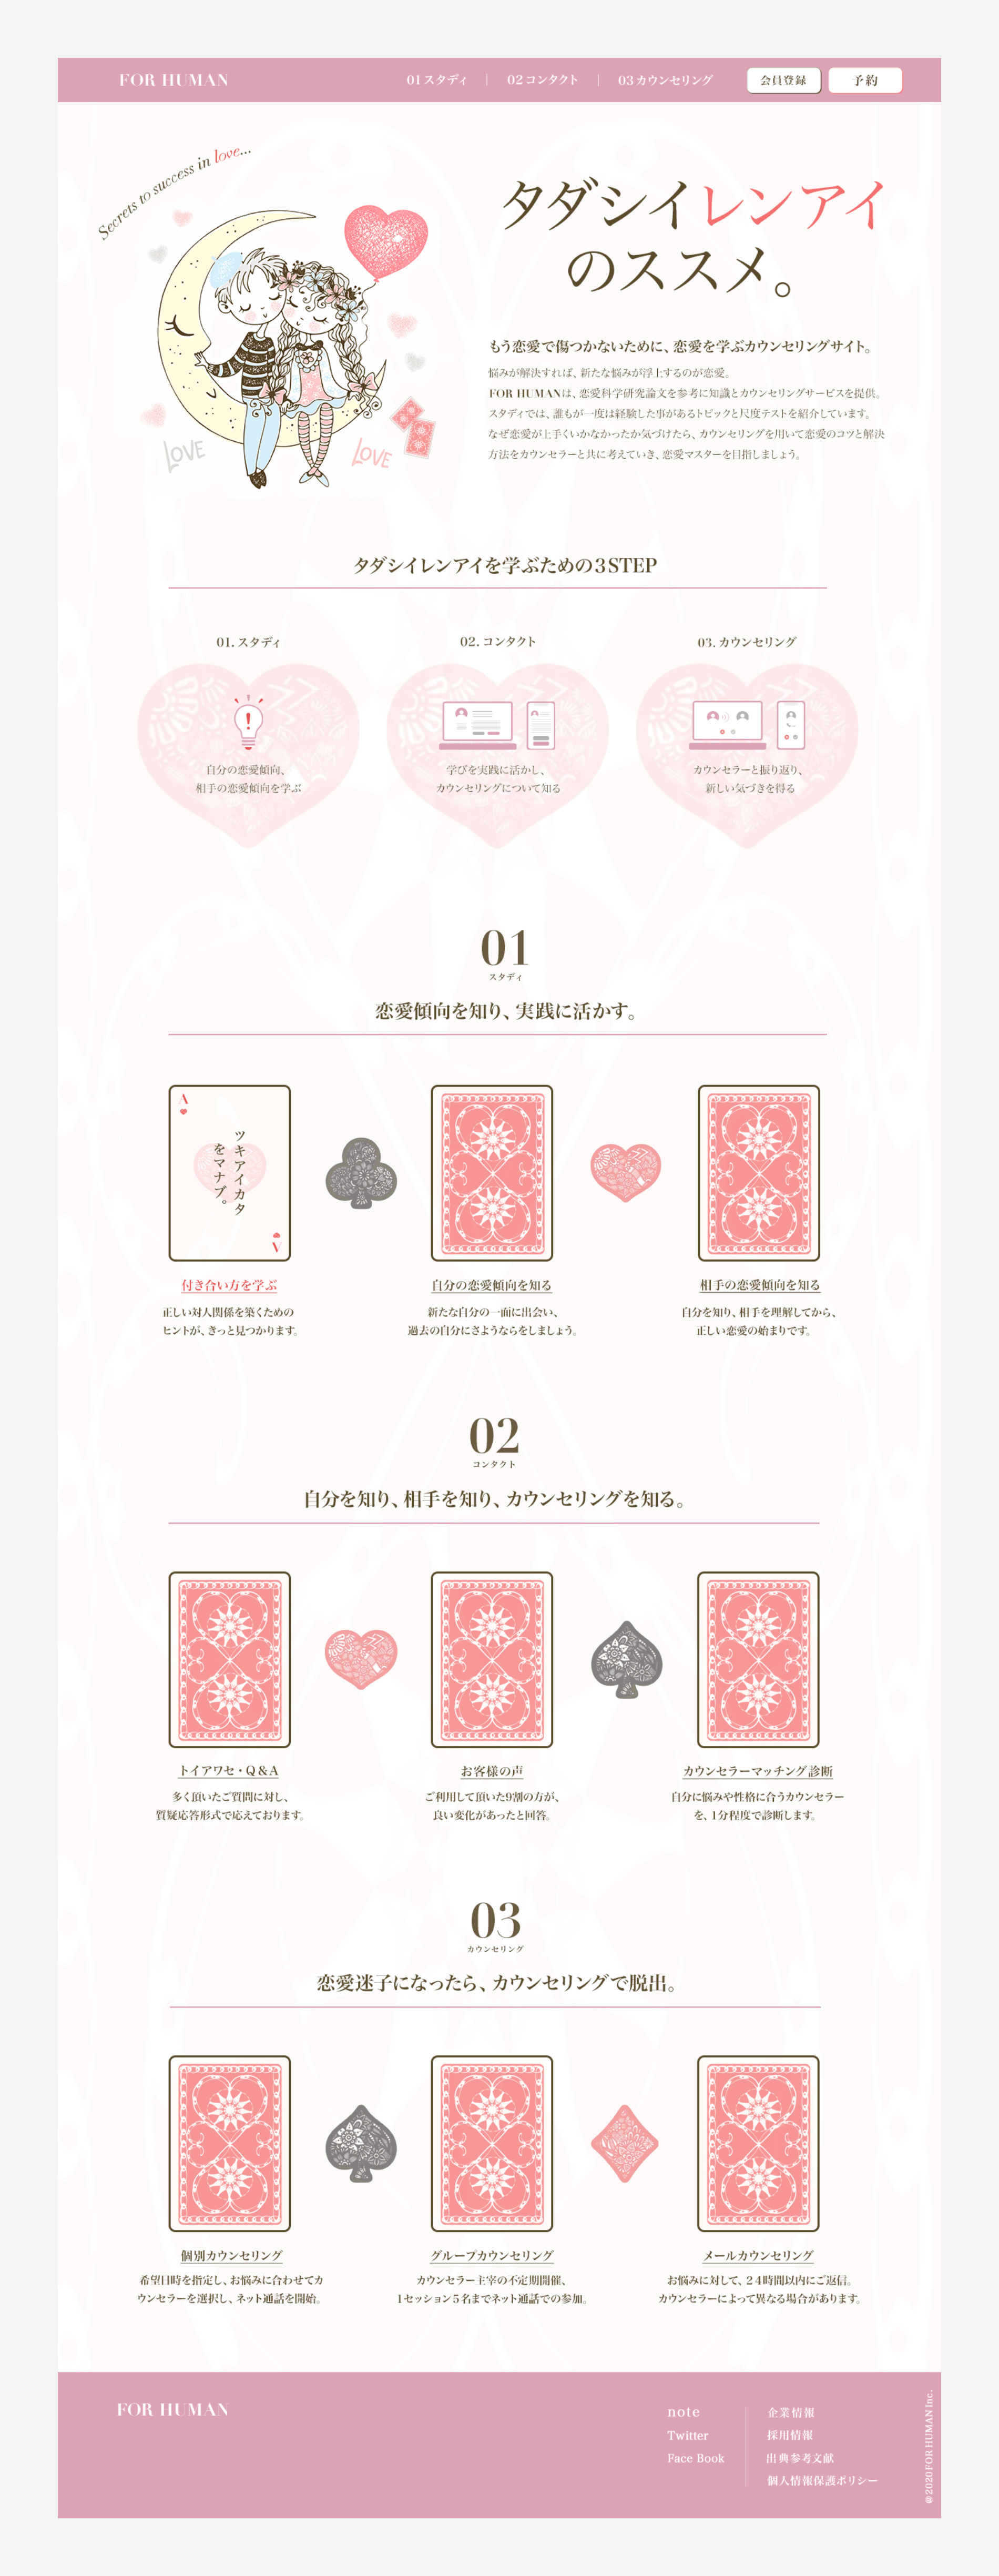 FOR HUMAN
01 スタディ
02 コンタクト
03 カウンセリング
会員登録
予約
Secrets to success in love...
タダシイレンアイ
のススメ。
もう恋愛で傷つかないために、恋愛を学ぶカウンセリングサイト。
悩みが解決すれば、新たな悩みが浮上するのが恋愛。
FOR HUMANは、恋愛科学研究論文を参考に知識とカウンセリングサービスを提供。
スタディでは、誰もが一度は経験した事があるトピックと尺度テストを紹介しています。
なぜ恋愛が上手くいかなかったか気づけたら、カウンセリングを用いて恋愛のコツと解決
方法をカウンセラーと共に考えていき、恋愛マスターを目指しましょう。
LOVE
LOVE
タダシイレンアイを学ぶための3STEP
01. スタディ
自分の恋愛傾向、
相手の恋愛傾向を学ぶ
02. コンタクト
学びを実践に活かし、
カウンセリングについて知る
03. カウンセリング
カウンセラーと振り返り、
新しい気づきを得る
01
スタディ
恋愛傾向を知り、実践に活かす。
A
ツキアイカタ
をマナブ。
A
付き合い方を学ぶ
正しい対人関係を築くための
ヒントが、きっと見つかります。
自分の恋愛傾向を知る
新たな自分の一面に出会い、
過去の自分にさようならをしましょう。
相手の恋愛傾向を知る
自分を知り、相手を理解してから、
正しい恋愛の始まりです。
02
コンタクト
自分を知り、相手を知り、カウンセリングを知る。
トイアワセ・Q&A
多く頂いたご質問に対し、
質疑応答形式で応えております。
お客様の声
ご利用して頂いた9割の方が、
良い変化があったと回答。
カウンセラーマッチング診断
自分に悩みや性格に合うカウンセラー
を、1分程度で診断します。
03
カウンセリング
恋愛迷子になったら、カウンセリングで脱出。
個別カウンセリング
希望日時を指定し、お悩みに合わせてカ
ウンセラーを選択し、ネット通話を開始。
グループカウンセリング
カウンセラー主宰の不定期開催、
1セッション5名までネット通話での参加。
メールカウンセリング
お悩みに対して、24時間以内にご返信。
カウンセラーによって異なる場合があります。
FOR HUMAN
note
Twitter
Face Book
企業情報
採用情報
出典参考文献
個人情報保護ポリシー
@2020 FOR HUMAN Inc.